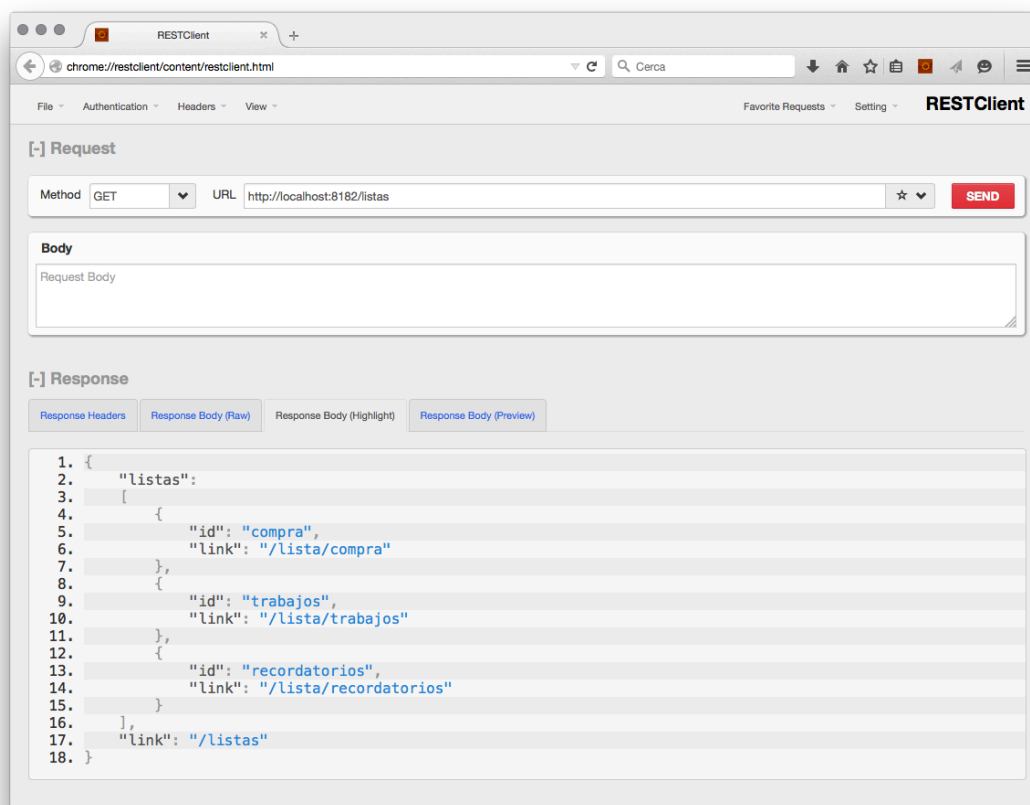 RESTClient
chrome://restclient/content/restclient.html
Cerca
File Authentication Headers View Favorite Requests Setting RESTClient
[-] Request
Method GET URL http://localhost:8182/listas SEND
Body
Request Body
[-] Response
Response Headers Response Body (Raw) Response Body (Highlight) Response Body (Preview)
1. {
2. "listas":
3. [
4. {
5. "id": "compra",
6. "link": "/lista/compra"
7. },
8. {
9. "id": "trabajos",
10. "link": "/lista/trabajos"
11. },
12. {
13. "id": "recordatorios",
14. "link": "/lista/recordatorios"
15. }
16. ],
17. "link": "/listas"
18. }